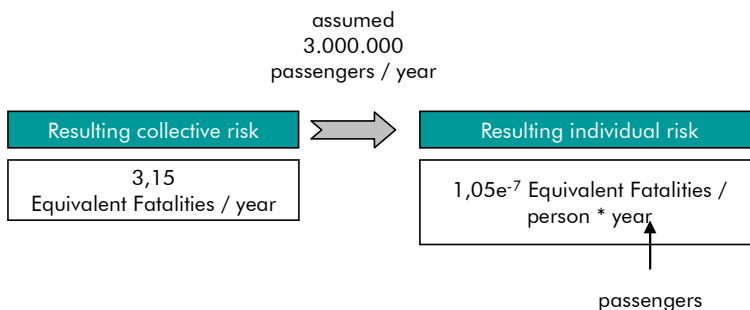 assumed
3.000.000
passengers / year
Resulting collective risk
Resulting individual risk
3,15
Equivalent Fatalities / year
1,05e⁻⁷ Equivalent Fatalities /
person * year
passengers